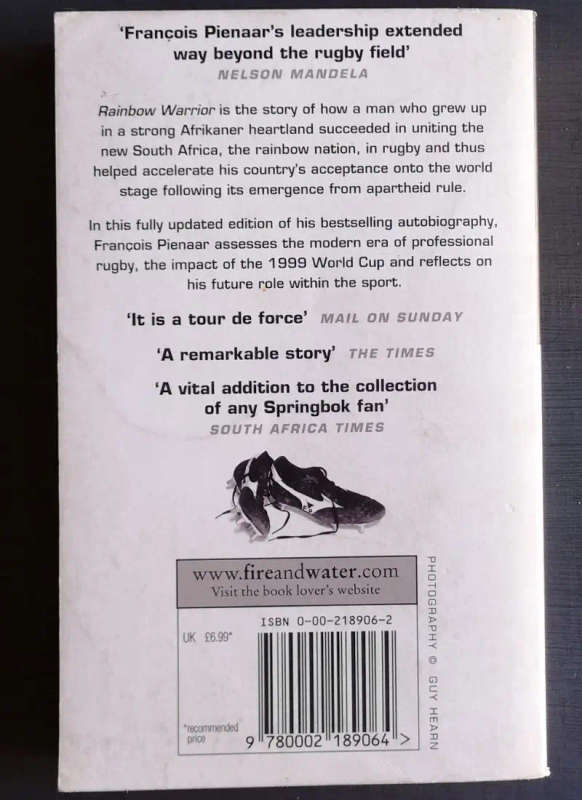 ‘François Pienaar’s leadership extended
way beyond the rugby field’
NELSON MANDELA
Rainbow Warrior is the story of how a man who grew up
in a strong Afrikaner heartland succeeded in uniting the
new South Africa, the rainbow nation, in rugby and thus
helped accelerate his country’s acceptance onto the world
stage following its emergence from apartheid rule.
In this fully updated edition of his bestselling autobiography,
François Pienaar assesses the modern era of professional
rugby, the impact of the 1999 World Cup and reflects on
his future role within the sport.
‘It is a tour de force’ MAIL ON SUNDAY
‘A remarkable story’ THE TIMES
‘A vital addition to the collection
of any Springbok fan’
SOUTH AFRICA TIMES
www.fireandwater.com
Visit the book lover’s website
ISBN 0-00-218906-2
UK £6.99*
*recommended
price
9 780002 189064 >
PHOTOGRAPHY © GUY HEARN